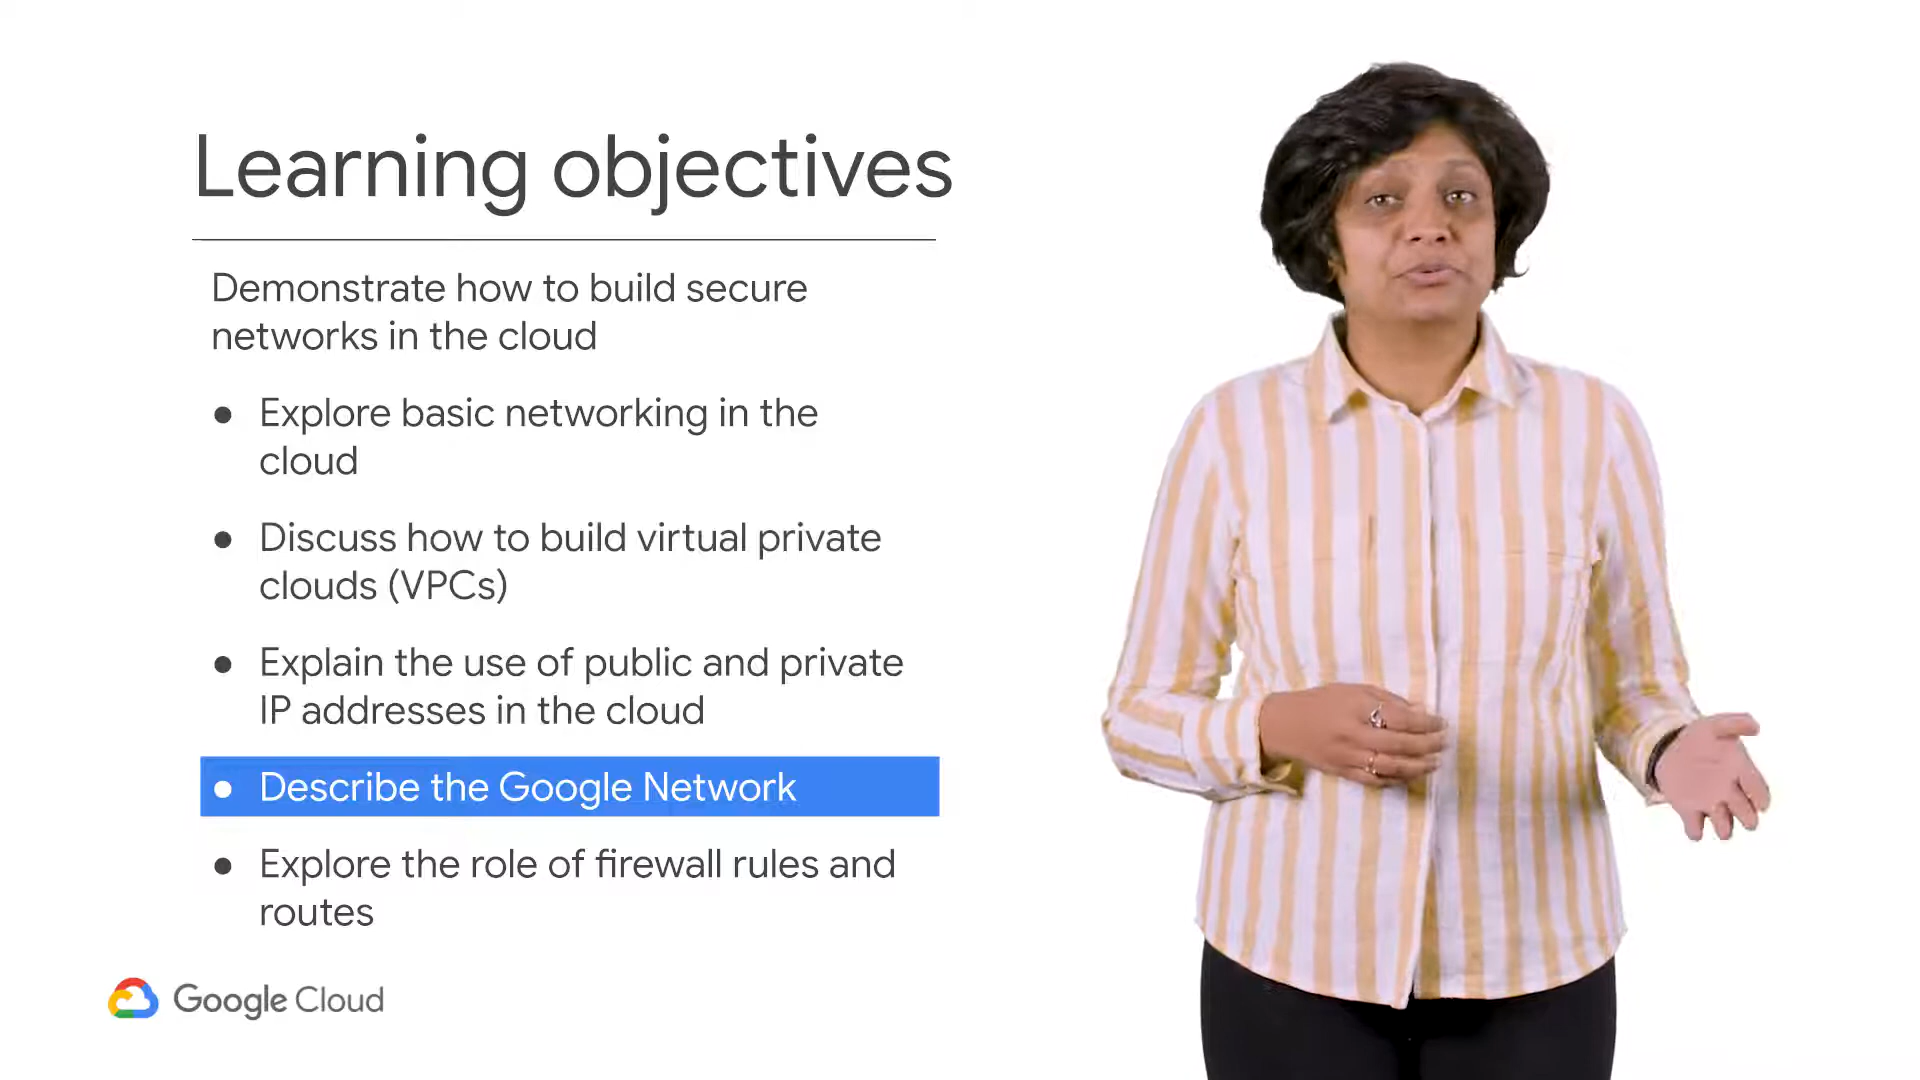 Learning objectives
Demonstrate how to build secure
networks in the cloud
● Explore basic networking in the
cloud
● Discuss how to build virtual private
clouds (VPCs)
● Explain the use of public and private
IP addresses in the cloud
● Describe the Google Network
● Explore the role of firewall rules and
routes
Google Cloud